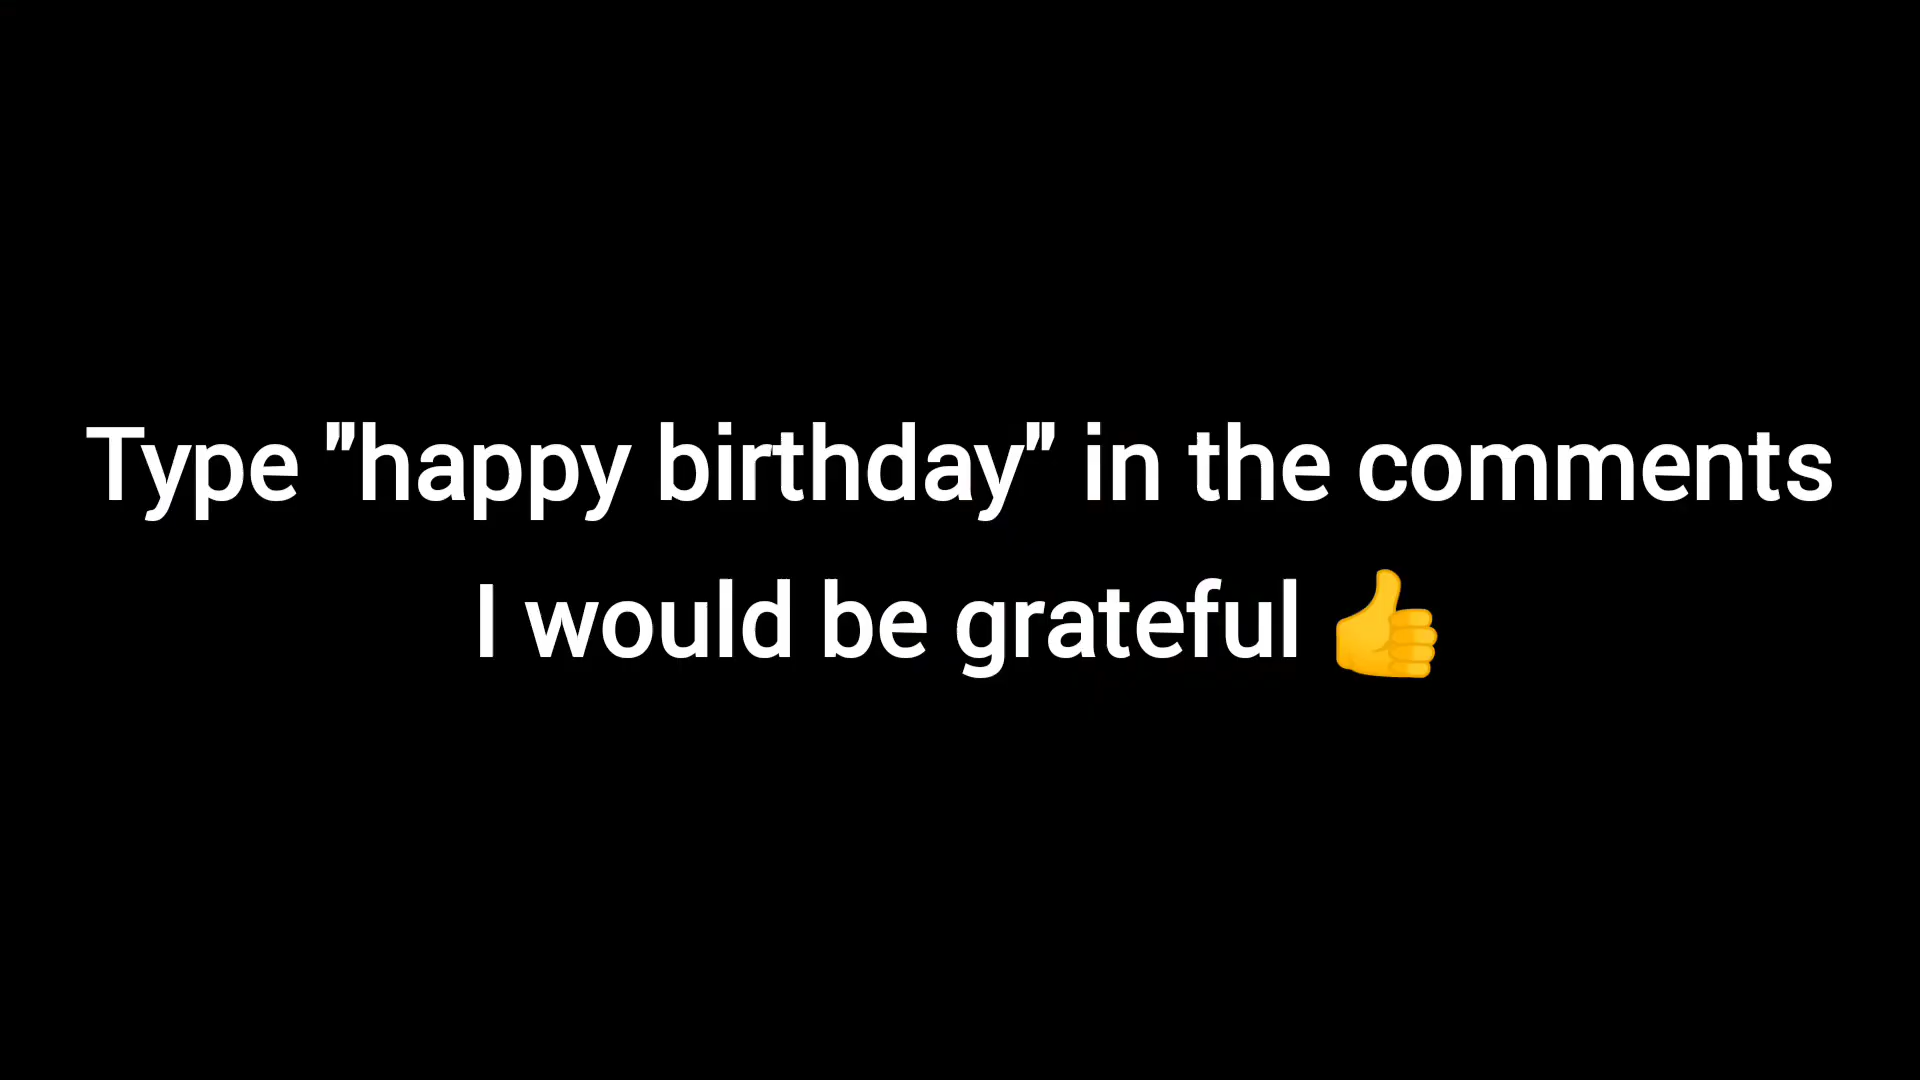 Type "happy birthday" in the comments
I would be grateful 👍